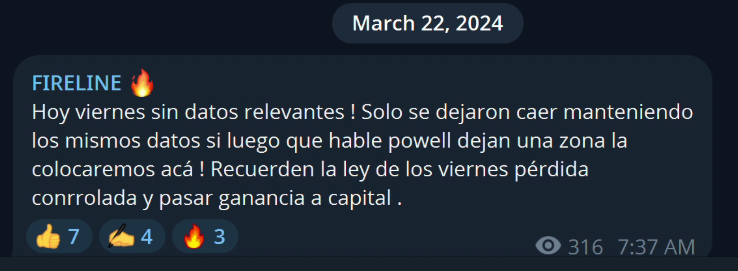 March 22, 2024
FIRELINE 🔥
Hoy viernes sin datos relevantes ! Solo se dejaron caer manteniendo
los mismos datos si luego que hable powell dejan una zona la
colocaremos acá ! Recuerden la ley de los viernes pérdida
conrrolada y pasar ganancia a capital .
👍 7 ✍️ 4 🔥 3
316 7:37 AM